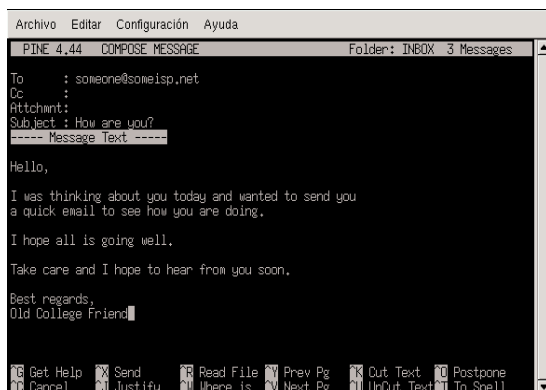 Archivo Editar Configuración Ayuda
PINE 4.44 COMPOSE MESSAGE Folder: INBOX 3 Messages
To : someone@someisp.net
Cc :
Attchmnt:
Subject : How are you?
----- Message Text -----
Hello,
I was thinking about you today and wanted to send you
a quick email to see how you are doing.
I hope all is going well.
Take care and I hope to hear from you soon.
Best regards,
Old College Friend
^G Get Help ^X Send ^R Read File ^Y Prev Pg ^K Cut Text ^O Postpone
^C Cancel ^J Justify ^W Where is ^V Next Pg ^U UnCut Text ^T To Spell